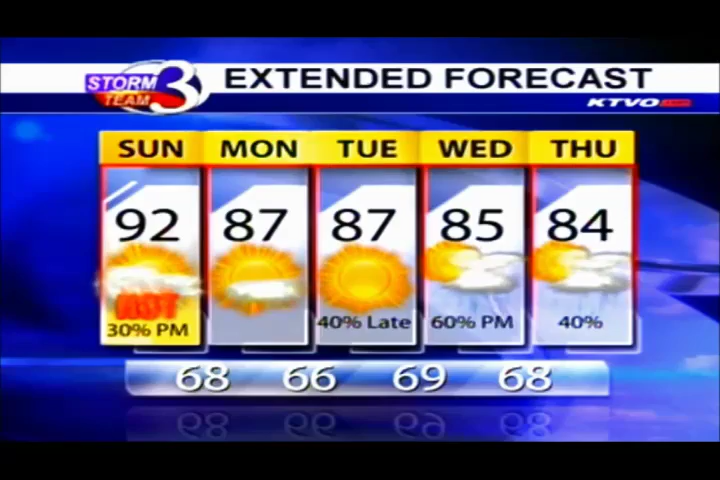 STORM 3
TEAM
EXTENDED FORECAST
KTVO.com
SUN MON TUE WED THU
92 87 87 85 84
HOT
30% PM 40% Late 60% PM 40%
68 66 69 68